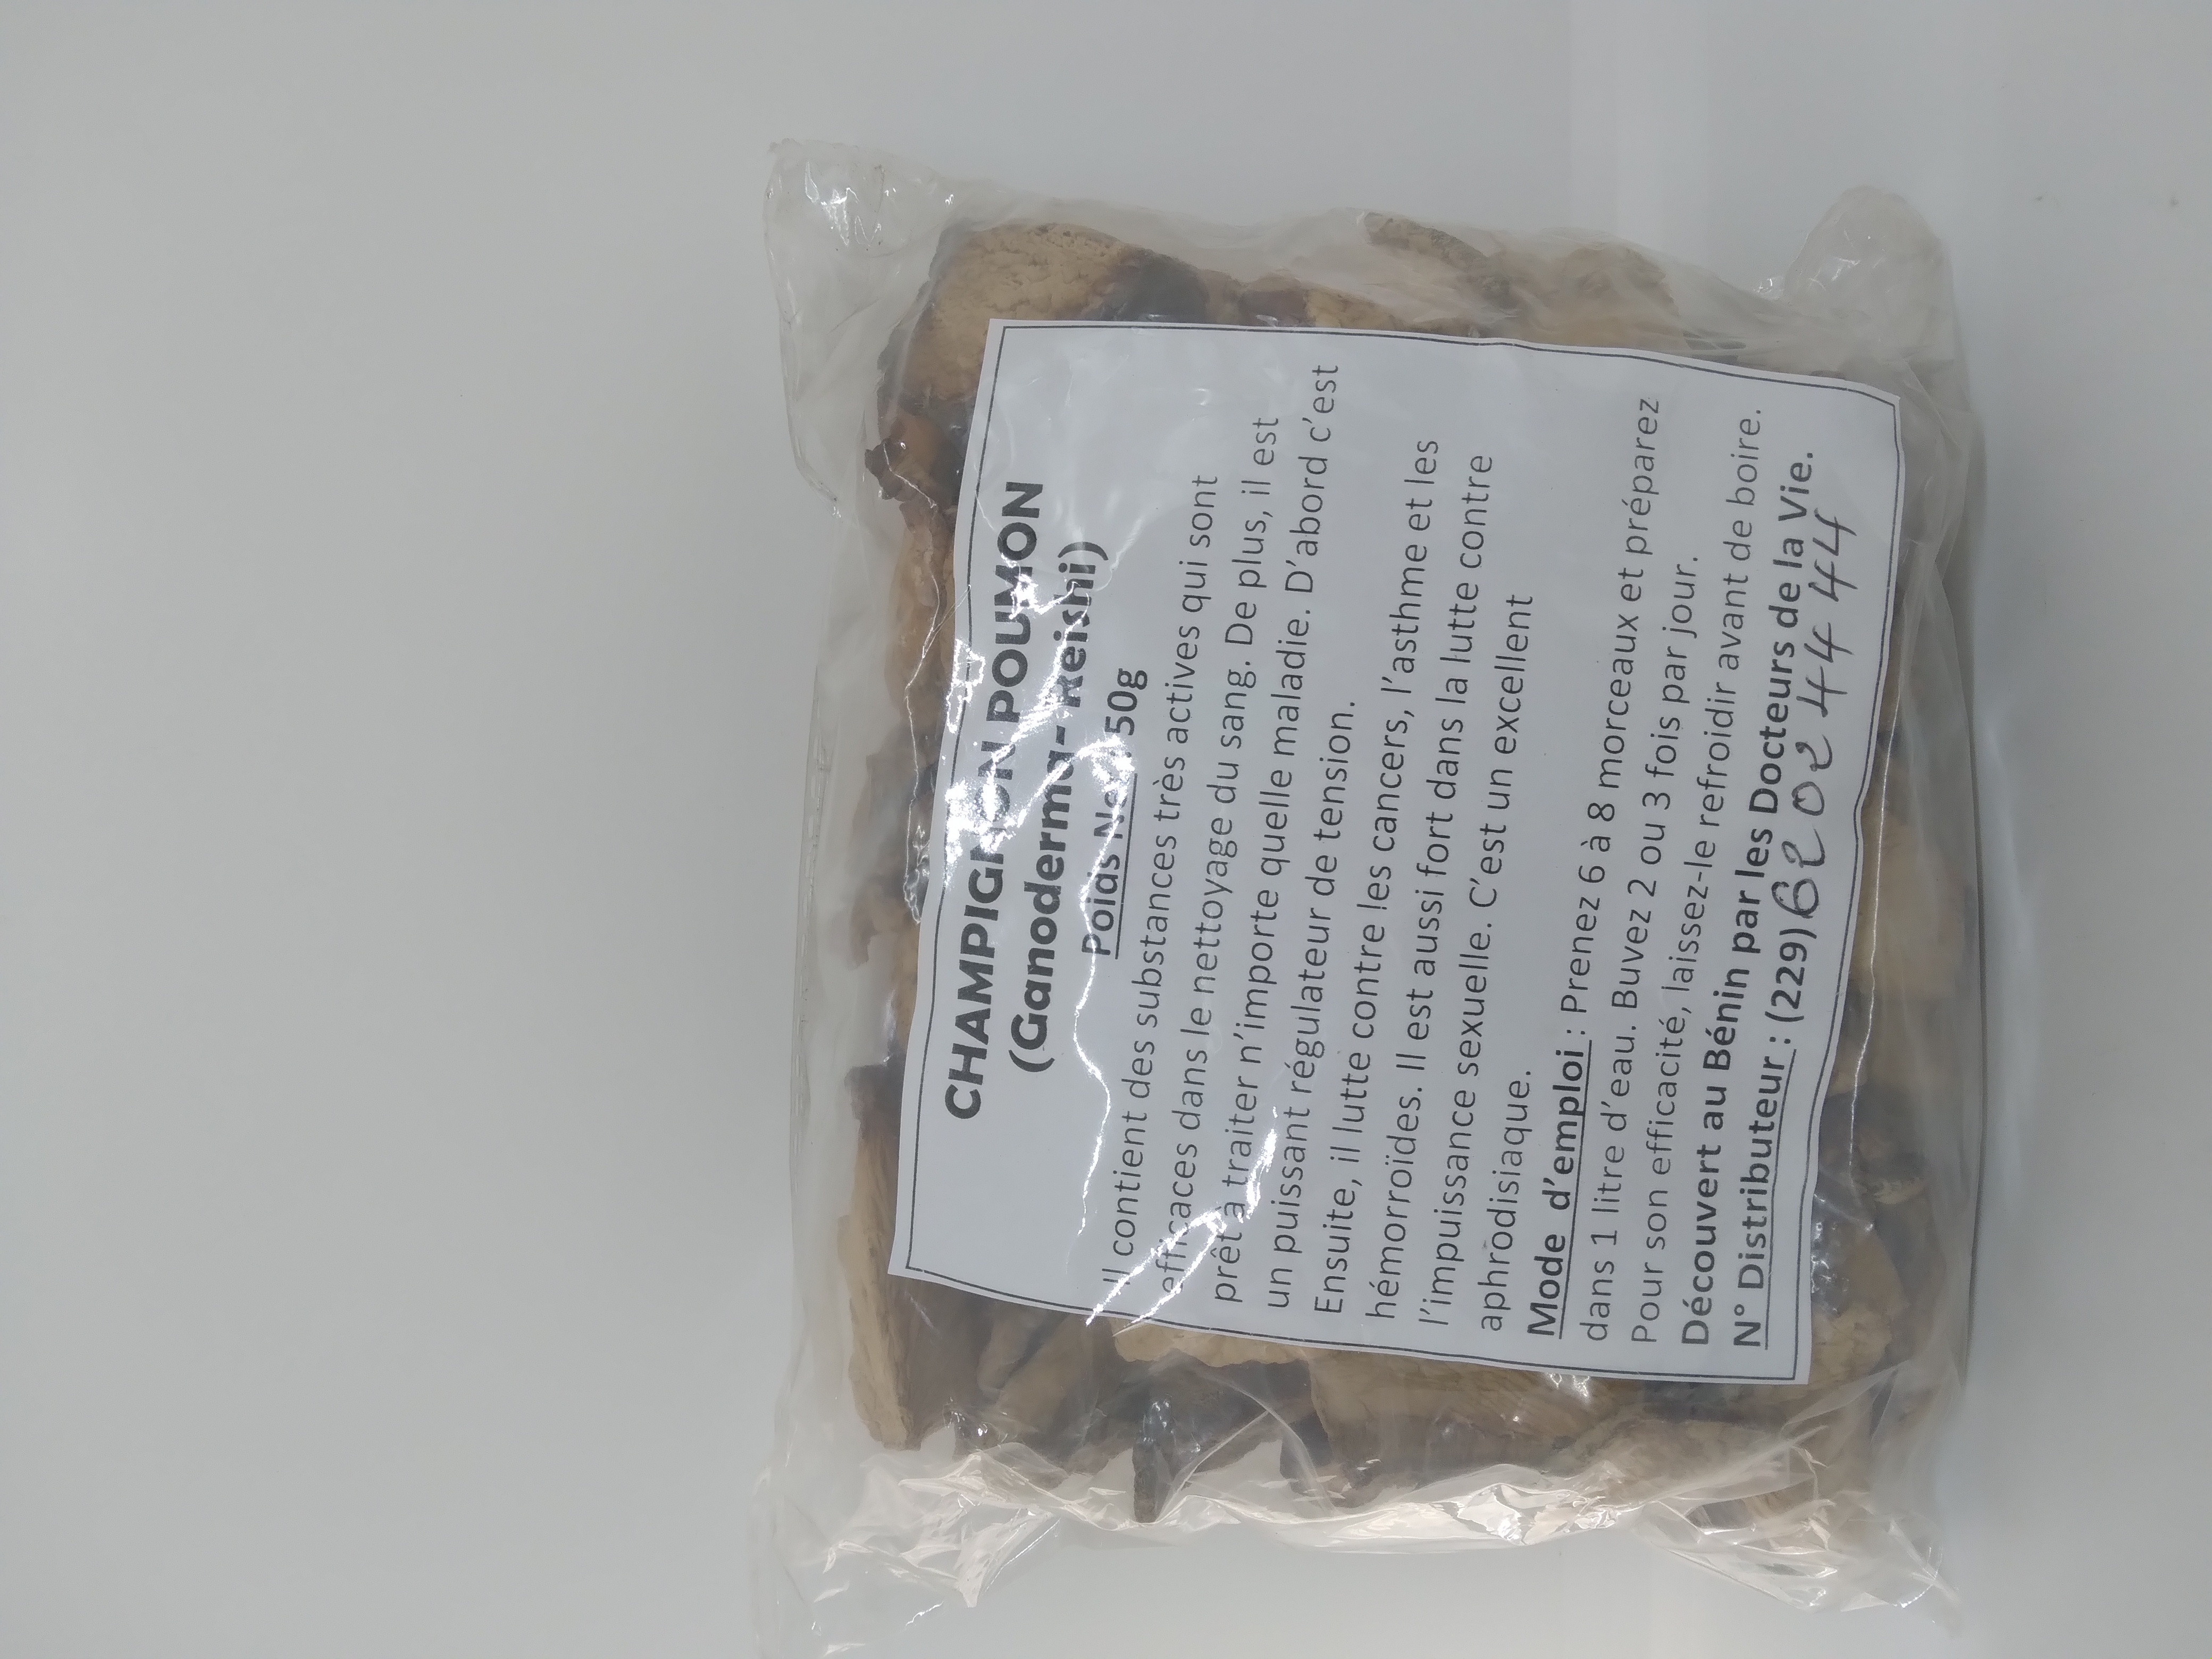 CHAMPIGNON POUMON
(Ganoderma-Reishi)
Poids Net: 50g
Il contient des substances très actives qui sont
efficaces dans le nettoyage du sang. De plus, il est
prêt à traiter n'importe quelle maladie. D'abord c'est
un puissant régulateur de tension.
Ensuite, il lutte contre les cancers, l'asthme et les
hémorroïdes. Il est aussi fort dans la lutte contre
l'impuissance sexuelle. C'est un excellent
aphrodisiaque.
Mode d'emploi : Prenez 6 à 8 morceaux et préparez
dans 1 litre d'eau. Buvez 2 ou 3 fois par jour.
Pour son efficacité, laissez-le refroidir avant de boire.
Découvert au Bénin par les Docteurs de la Vie.
N° Distributeur : (229) 62024444